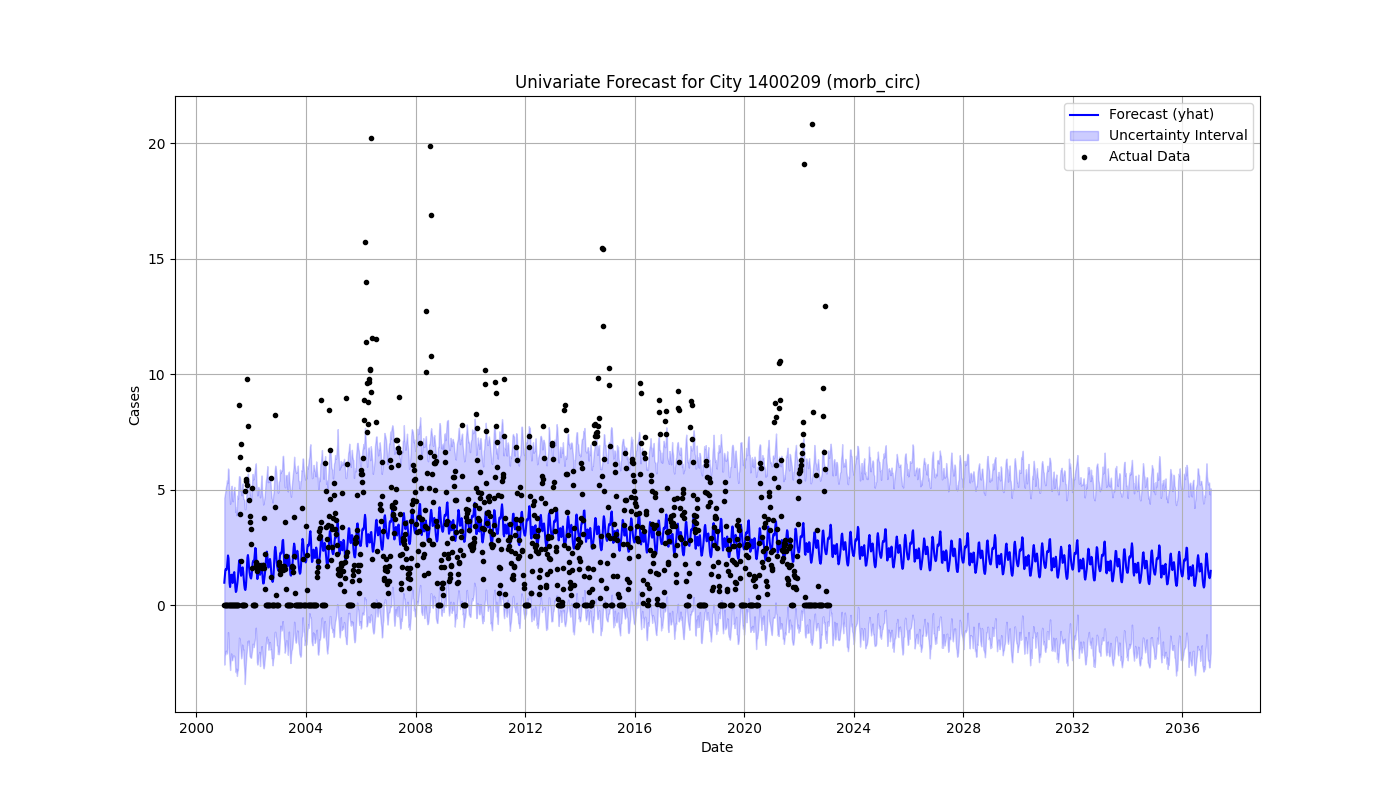 Univariate Forecast for City 1400209 (morb_circ)
Forecast (yhat)
Uncertainty Interval
Actual Data
20
15
10
5
0
Cases
2000 2004 2008 2012 2016 2020 2024 2028 2032 2036
Date